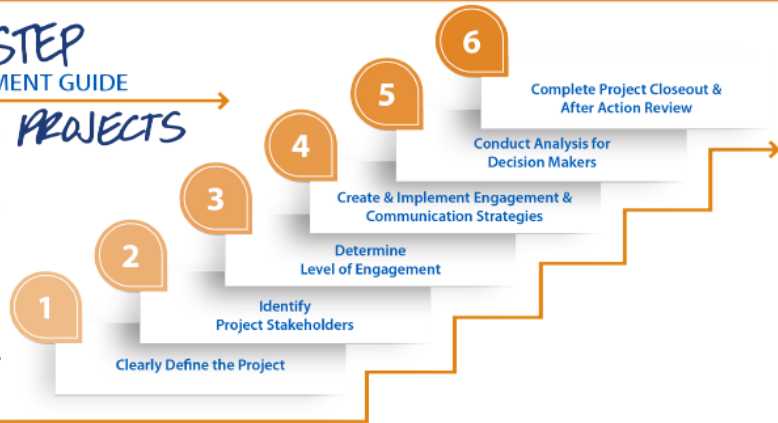 STEP
MENT GUIDE
PROJECTS
6
Complete Project Closeout &
After Action Review
5
Conduct Analysis for
Decision Makers
4
Create & Implement Engagement &
Communication Strategies
3
Determine
Level of Engagement
2
Identify
Project Stakeholders
1
Clearly Define the Project